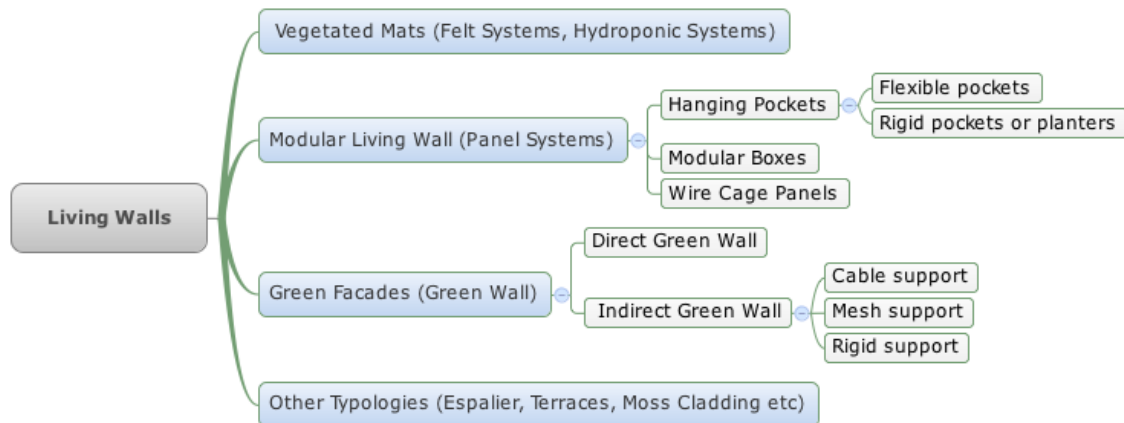 Living Walls
Vegetated Mats (Felt Systems, Hydroponic Systems)
Modular Living Wall (Panel Systems)
Hanging Pockets
Flexible pockets
Rigid pockets or planters
Modular Boxes
Wire Cage Panels
Green Facades (Green Wall)
Direct Green Wall
Indirect Green Wall
Cable support
Mesh support
Rigid support
Other Typologies (Espalier, Terraces, Moss Cladding etc)